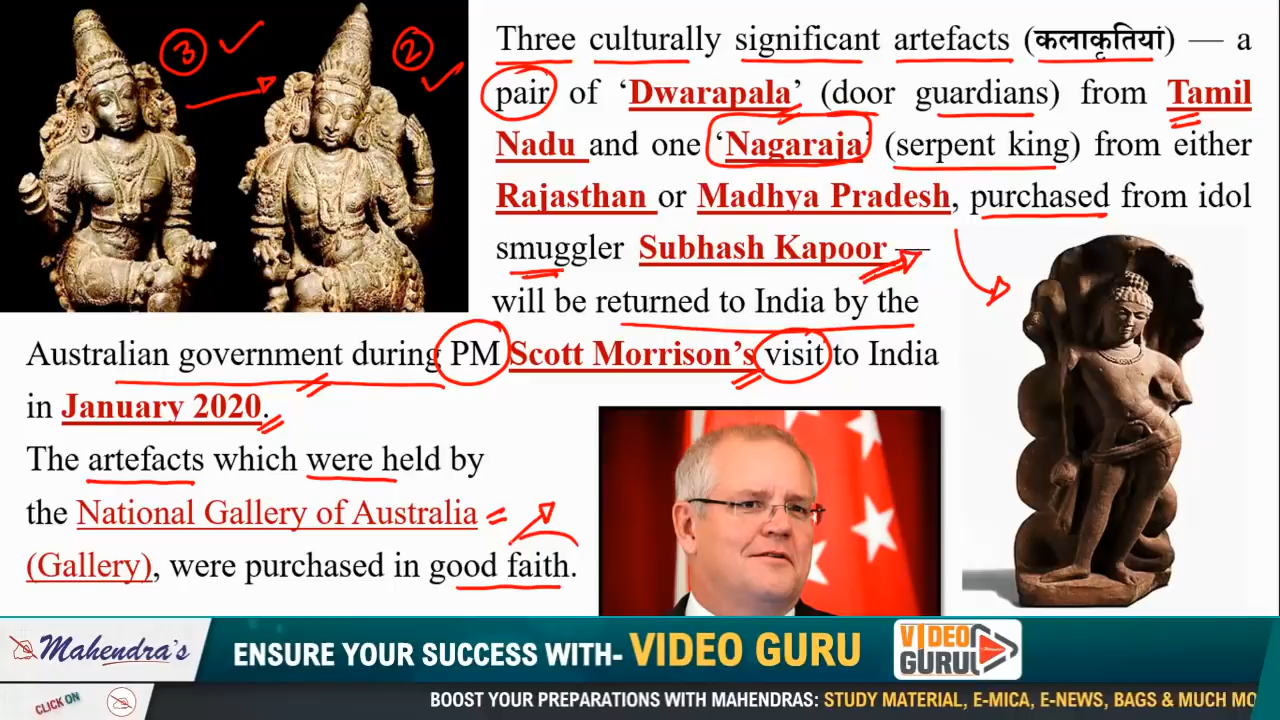 ③ ②
Three culturally significant artefacts (कलाकृतियां) — a
pair of ‘Dwarapala’ (door guardians) from Tamil
Nadu and one ‘Nagaraja’ (serpent king) from either
Rajasthan or Madhya Pradesh, purchased from idol
smuggler Subhash Kapoor —
will be returned to India by the
Australian government during PM Scott Morrison’s visit to India
in January 2020.
The artefacts which were held by
the National Gallery of Australia
(Gallery), were purchased in good faith.
Mahendra's
ENSURE YOUR SUCCESS WITH- VIDEO GURU
VIDEO
GURU
CLICK ON
BOOST YOUR PREPARATIONS WITH MAHENDRAS: STUDY MATERIAL, E-MICA, E-NEWS, BAGS & MUCH MO